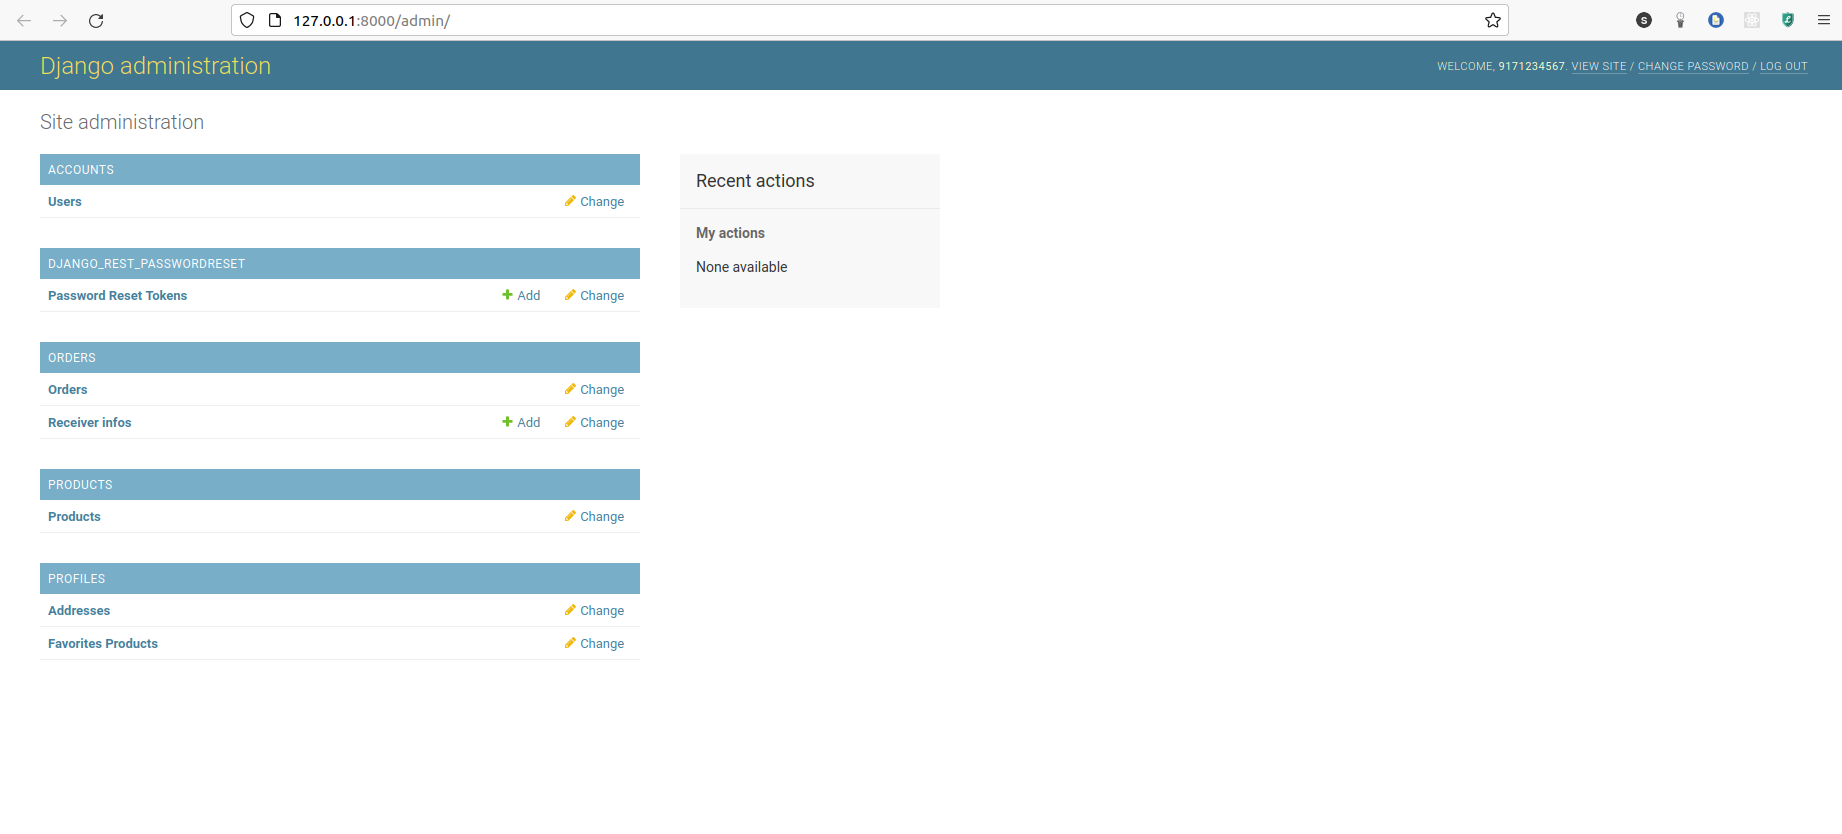 127.0.0.1:8000/admin/
Django administration
WELCOME, 9171234567. VIEW SITE / CHANGE PASSWORD / LOG OUT
Site administration
ACCOUNTS
Users Change
DJANGO_REST_PASSWORDRESET
Password Reset Tokens Add Change
ORDERS
Orders Change
Receiver infos Add Change
PRODUCTS
Products Change
PROFILES
Addresses Change
Favorites Products Change
Recent actions
My actions
None available